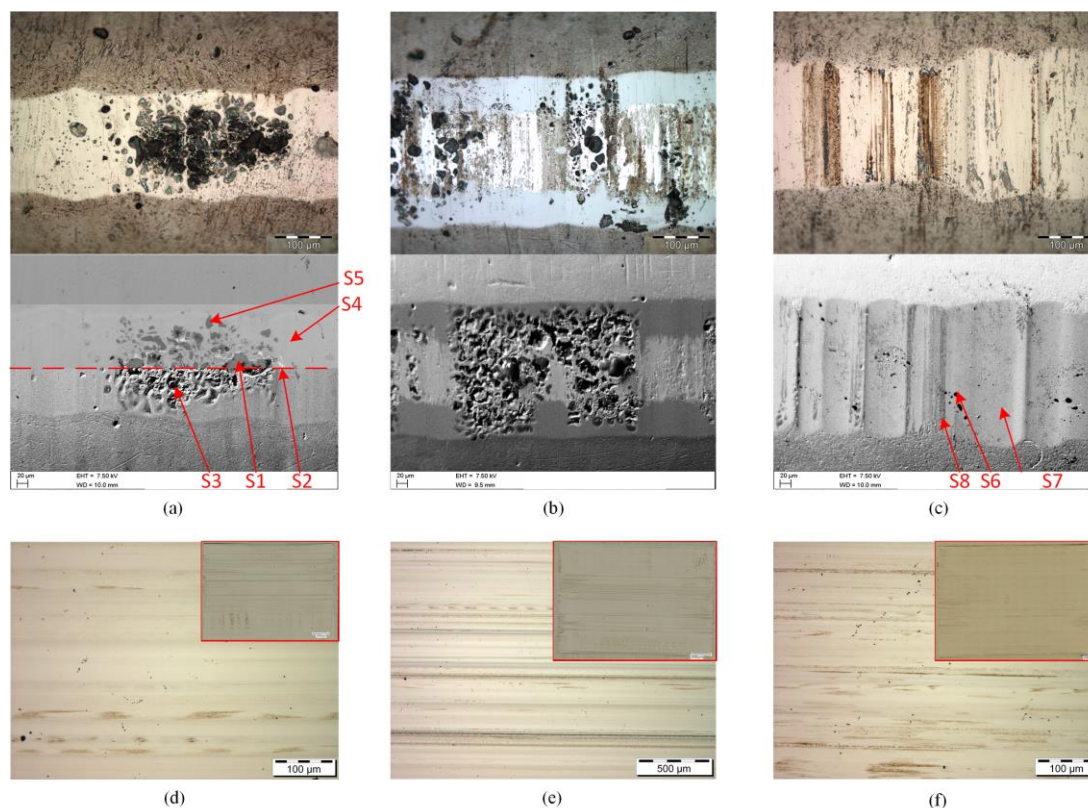 100 µm
100 µm
100 µm
S5
S4
S3 S1 S2
S8 S6 S7
20 µm EHT = 7.50 kV
WD = 10.0 mm
20 µm EHT = 7.50 kV
WD = 9.5 mm
20 µm EHT = 7.50 kV
WD = 10.0 mm
(a) (b) (c)
100 µm
500 µm
100 µm
(d) (e) (f)